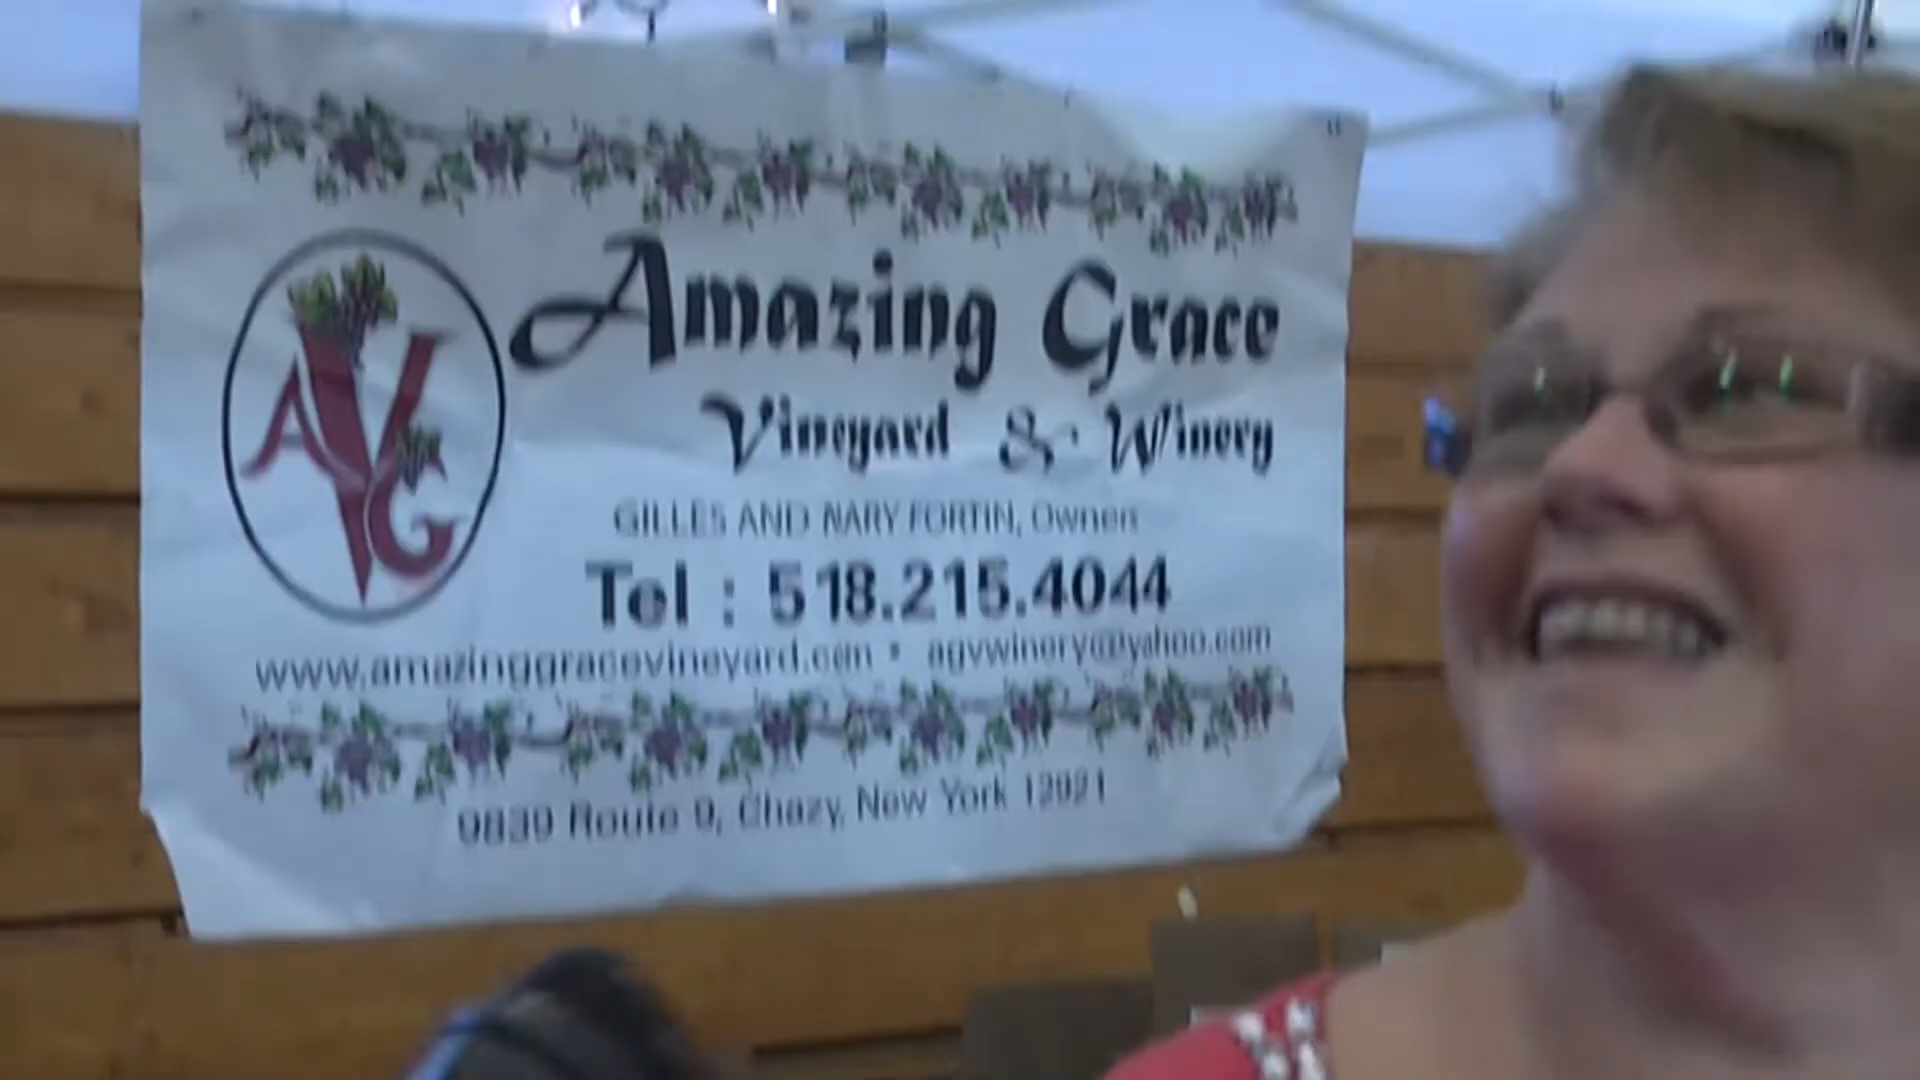 AVG
Amazing Grace
Vineyard & Winery
GILLES AND NARY FORTIN, Owners
Tel : 518.215.4044
www.amazinggracevineyard.com • agvwinery@yahoo.com
9839 Route 9, Chazy, New York 12921